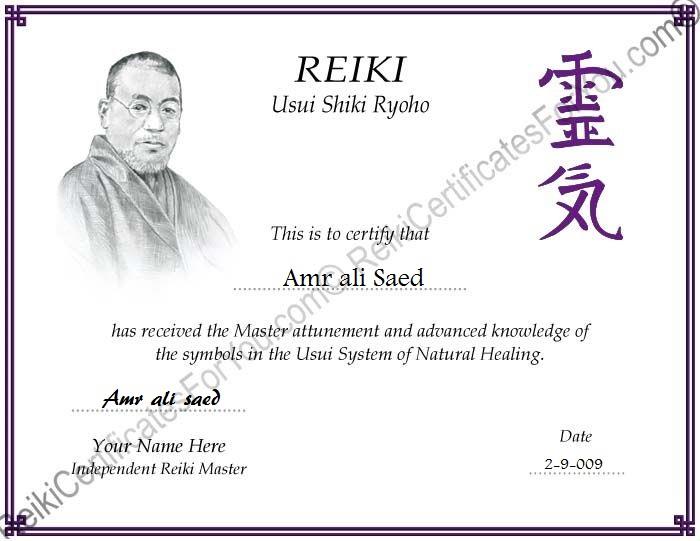 REIKI
Usui Shiki Ryoho
靈
気
This is to certify that
Amr ali Saed
has received the Master attunement and advanced knowledge of
the symbols in the Usui System of Natural Healing.
Amr ali saed
Your Name Here
Independent Reiki Master
Date
2-9-009
ReikiCertificatesForYou.com© ReikiCertificatesForYou.com©